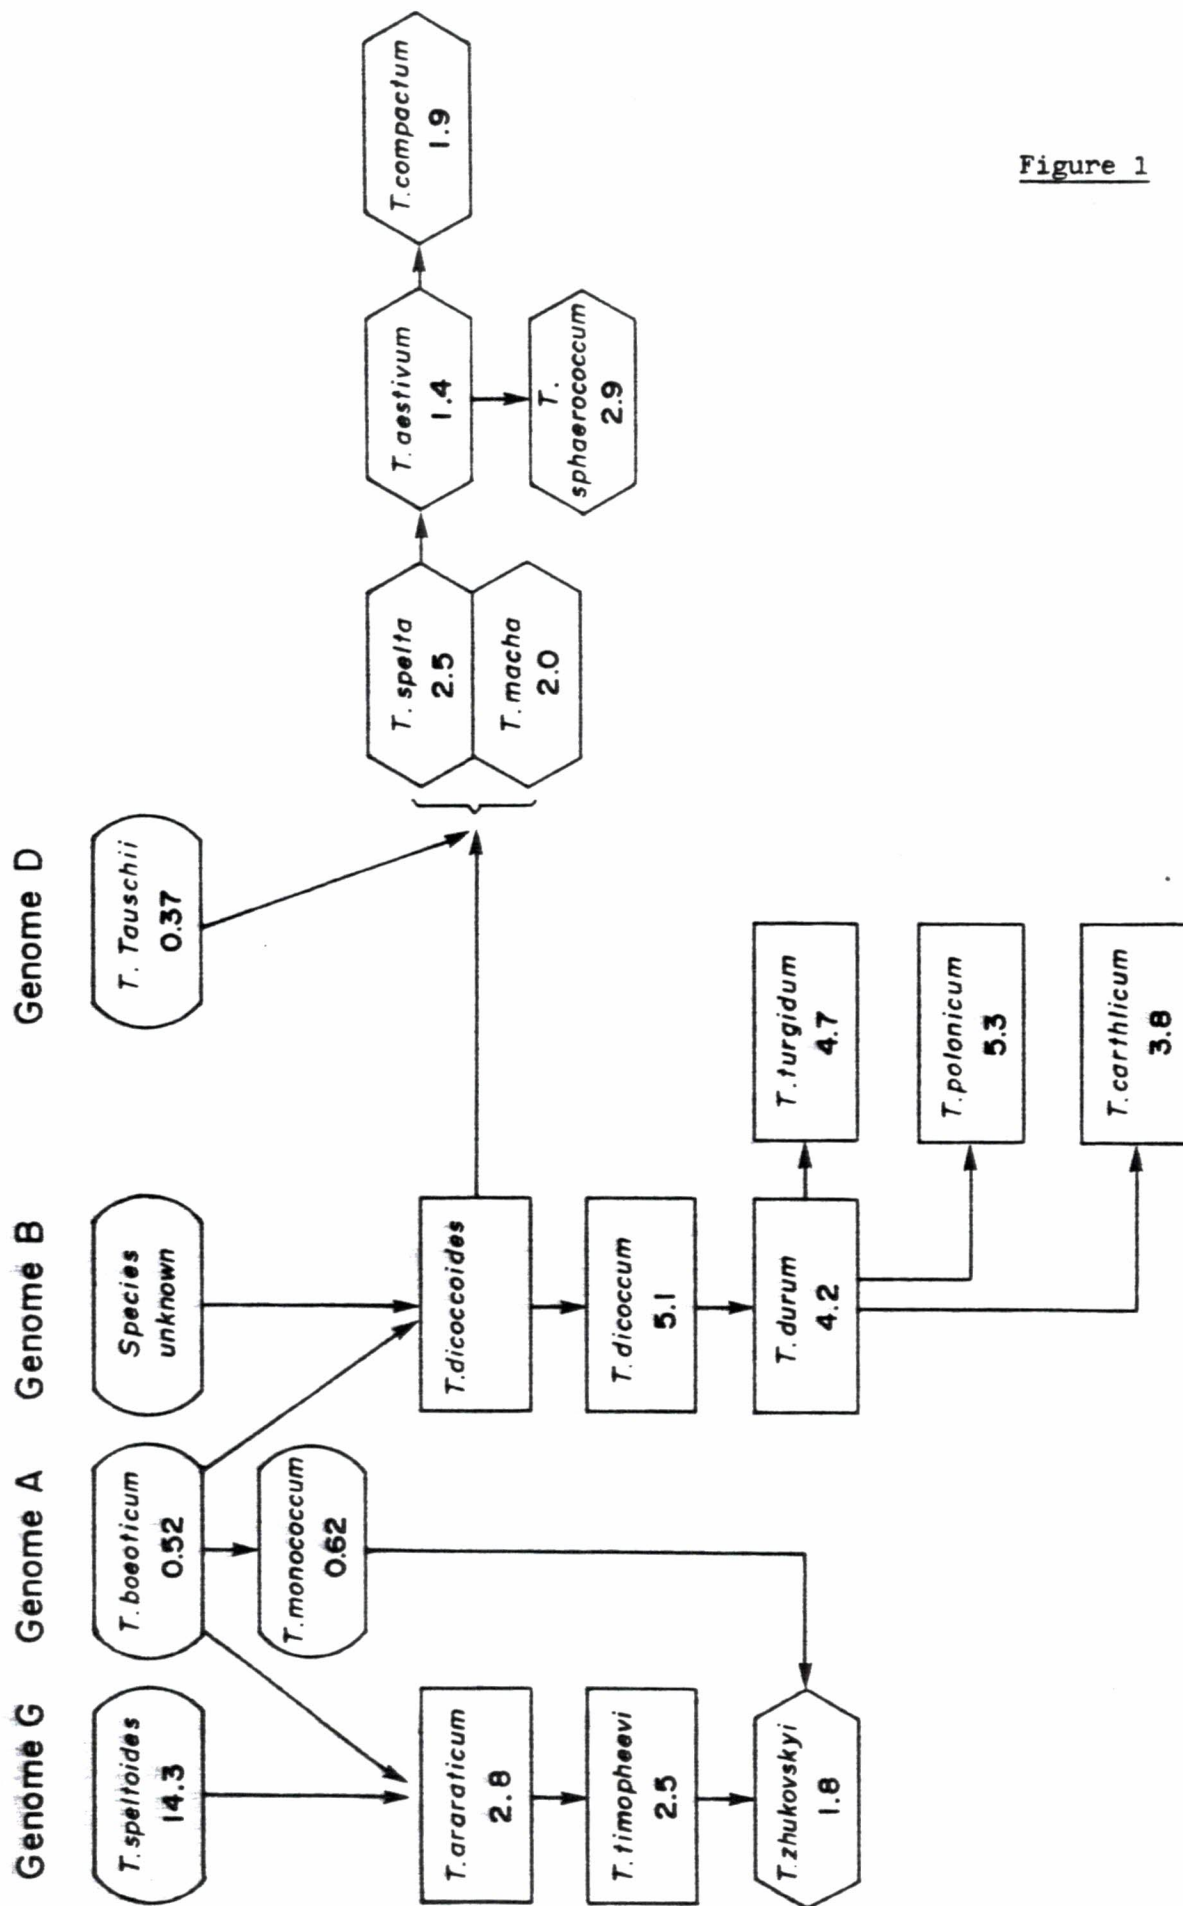 Genome G
Genome A
Genome B
Genome D
T. speltoides
14.3
T. boeoticum
0.52
Species
unknown
T. Tauschii
0.37
T. monococcum
0.62
T. araraticum
2.8
T. dicoccoides
T. spelta
2.5
T. macha
2.0
T. aestivum
1.4
T. compactum
1.9
T.
sphaerococcum
2.9
T. timopheevi
2.5
T. dicoccum
5.1
T. zhukovskyi
1.8
T. durum
4.2
T. turgidum
4.7
T. polonicum
5.3
T. carthlicum
3.8
Figure 1